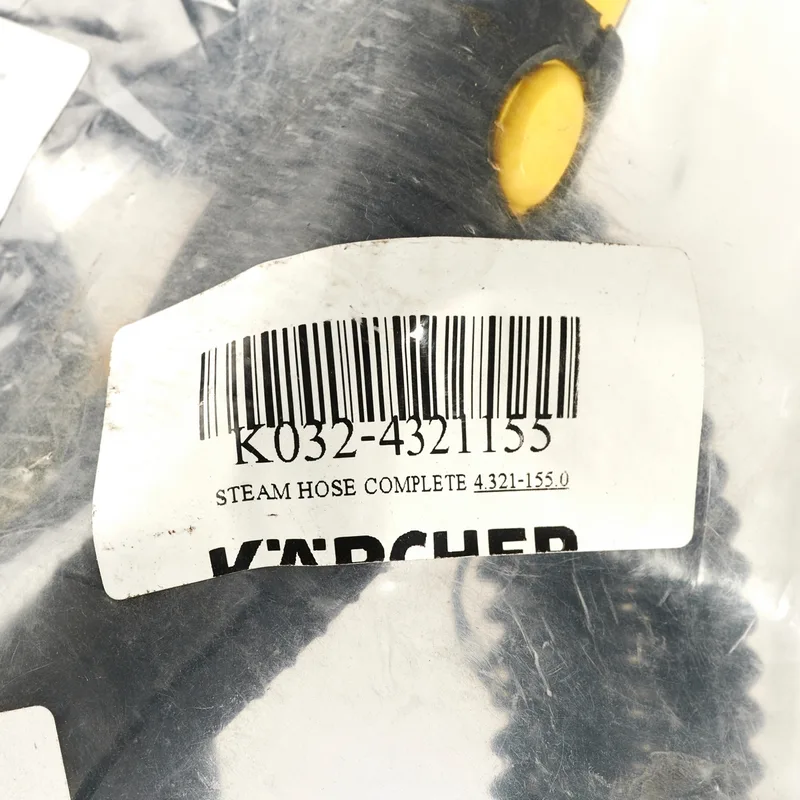 K032-4321155
STEAM HOSE COMPLETE 4.321-155.0
KÄRCHER